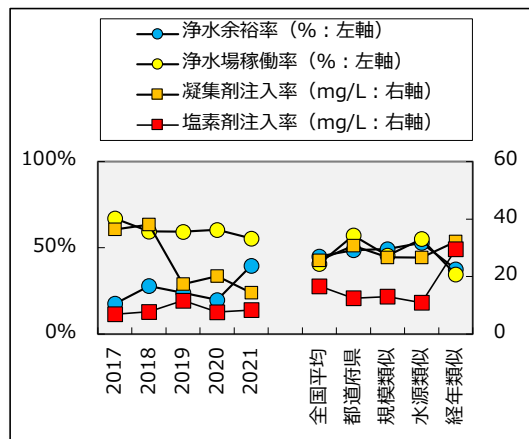 浄水余裕率（%：左軸）
浄水場稼働率（%：左軸）
凝集剤注入率（mg/L：右軸）
塩素剤注入率（mg/L：右軸）
100%
50%
0%
60
40
20
0
2017
2018
2019
2020
2021
全国平均
都道府県
規模類似
水源類似
経年類似